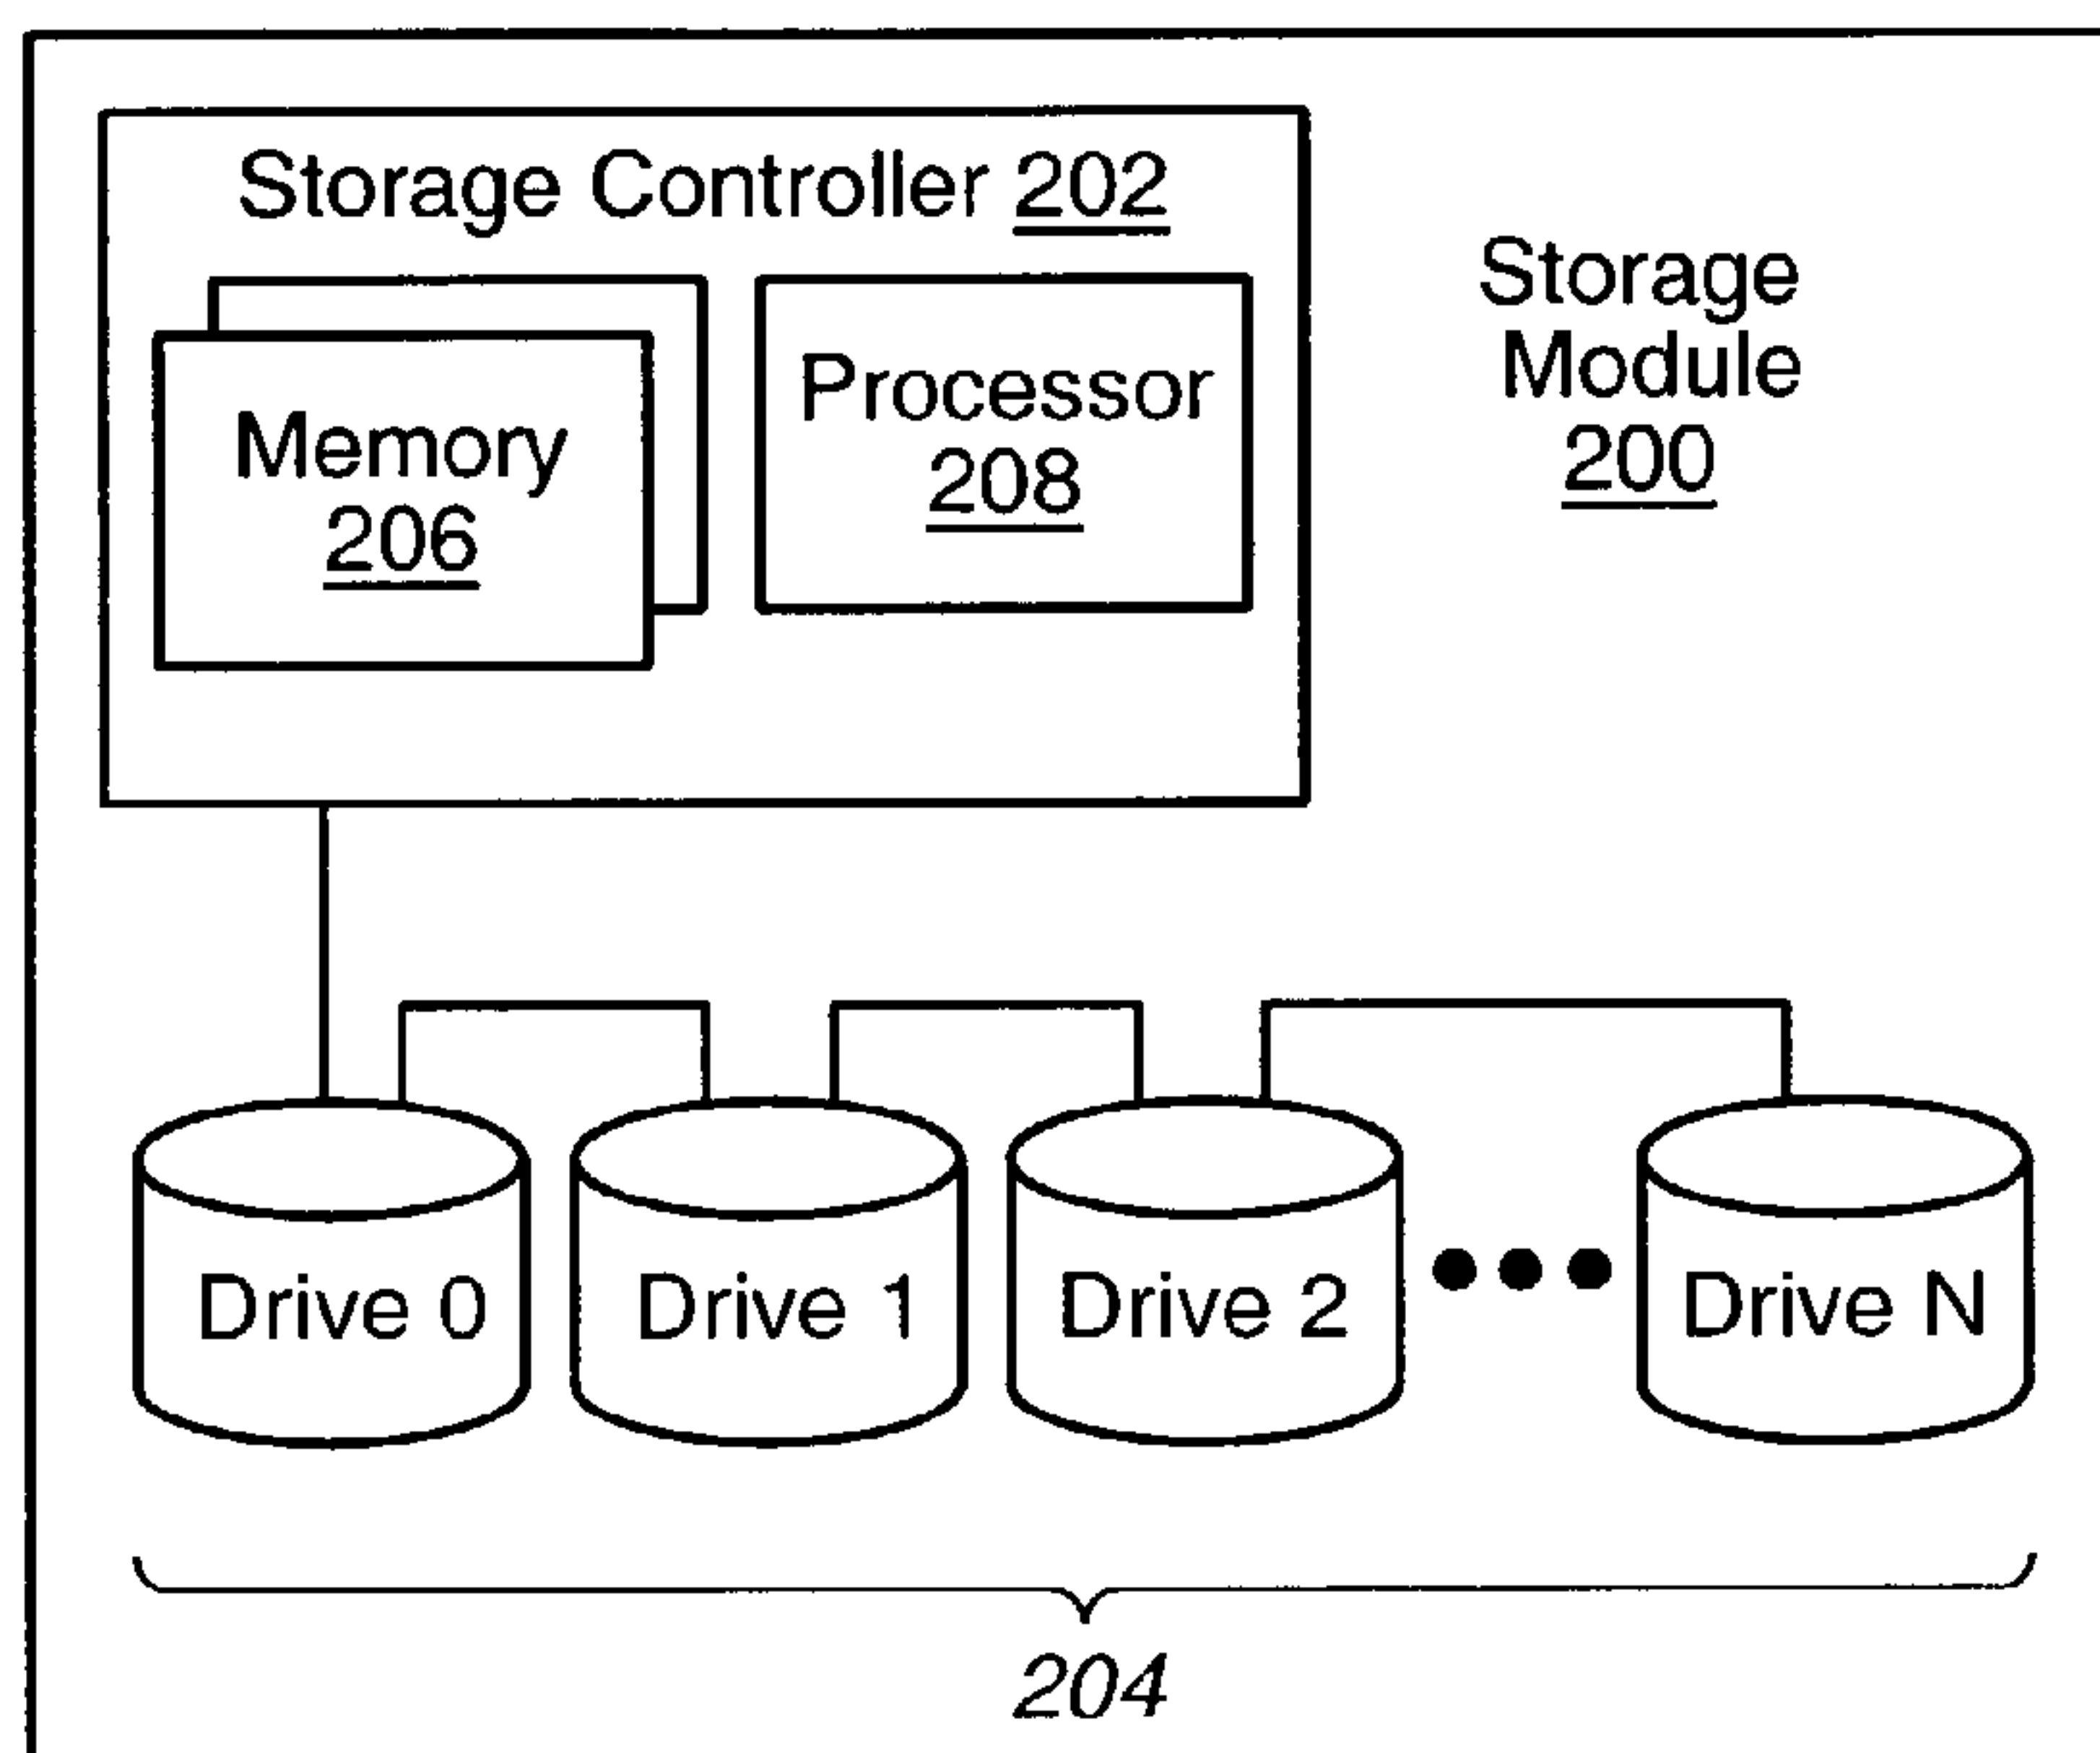 Storage Controller 202
Memory
206
Processor
208
Storage
Module
200
Drive 0
Drive 1
Drive 2
Drive N
204